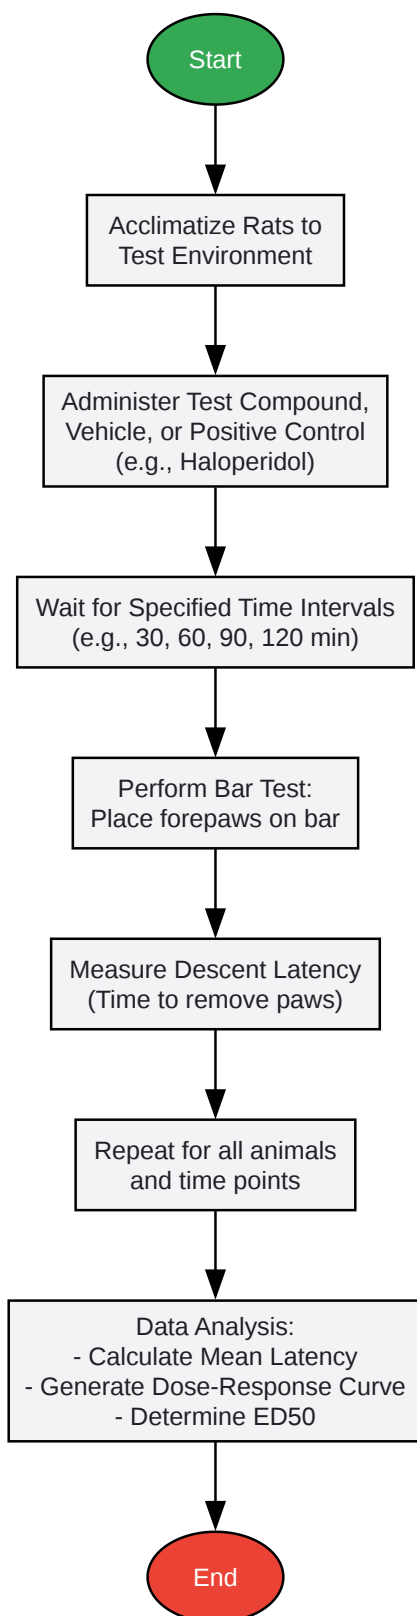 Start
Acclimatize Rats to
Test Environment
Administer Test Compound,
Vehicle, or Positive Control
(e.g., Haloperidol)
Wait for Specified Time Intervals
(e.g., 30, 60, 90, 120 min)
Perform Bar Test:
Place forepaws on bar
Measure Descent Latency
(Time to remove paws)
Repeat for all animals
and time points
Data Analysis:
- Calculate Mean Latency
- Generate Dose-Response Curve
- Determine ED50
End